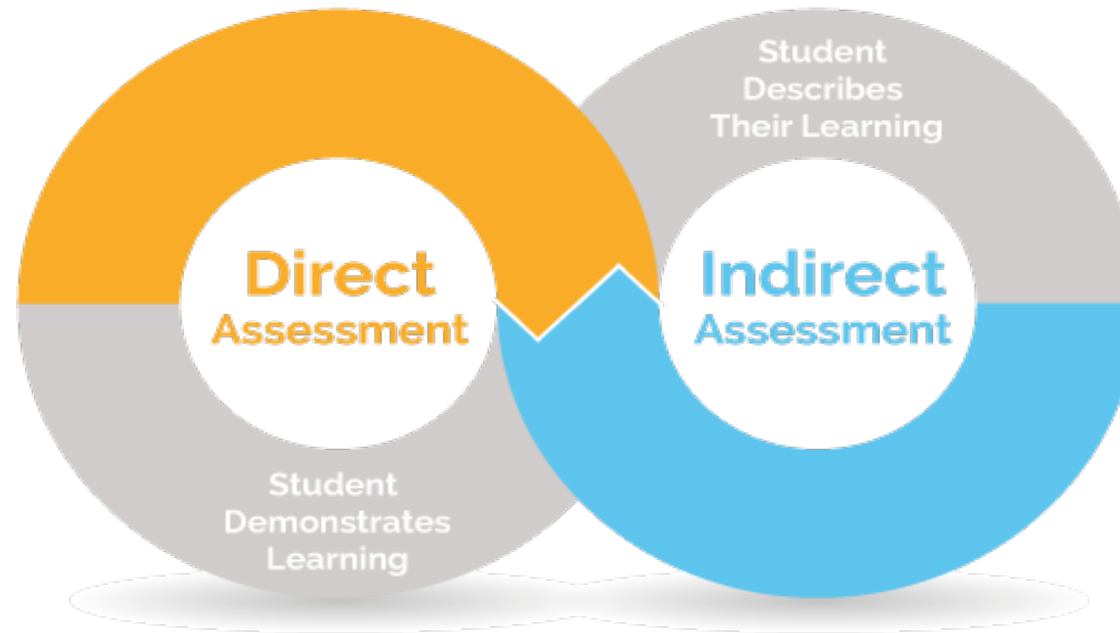 Direct
Assessment
Student
Demonstrates
Learning
Student
Describes
Their Learning
Indirect
Assessment